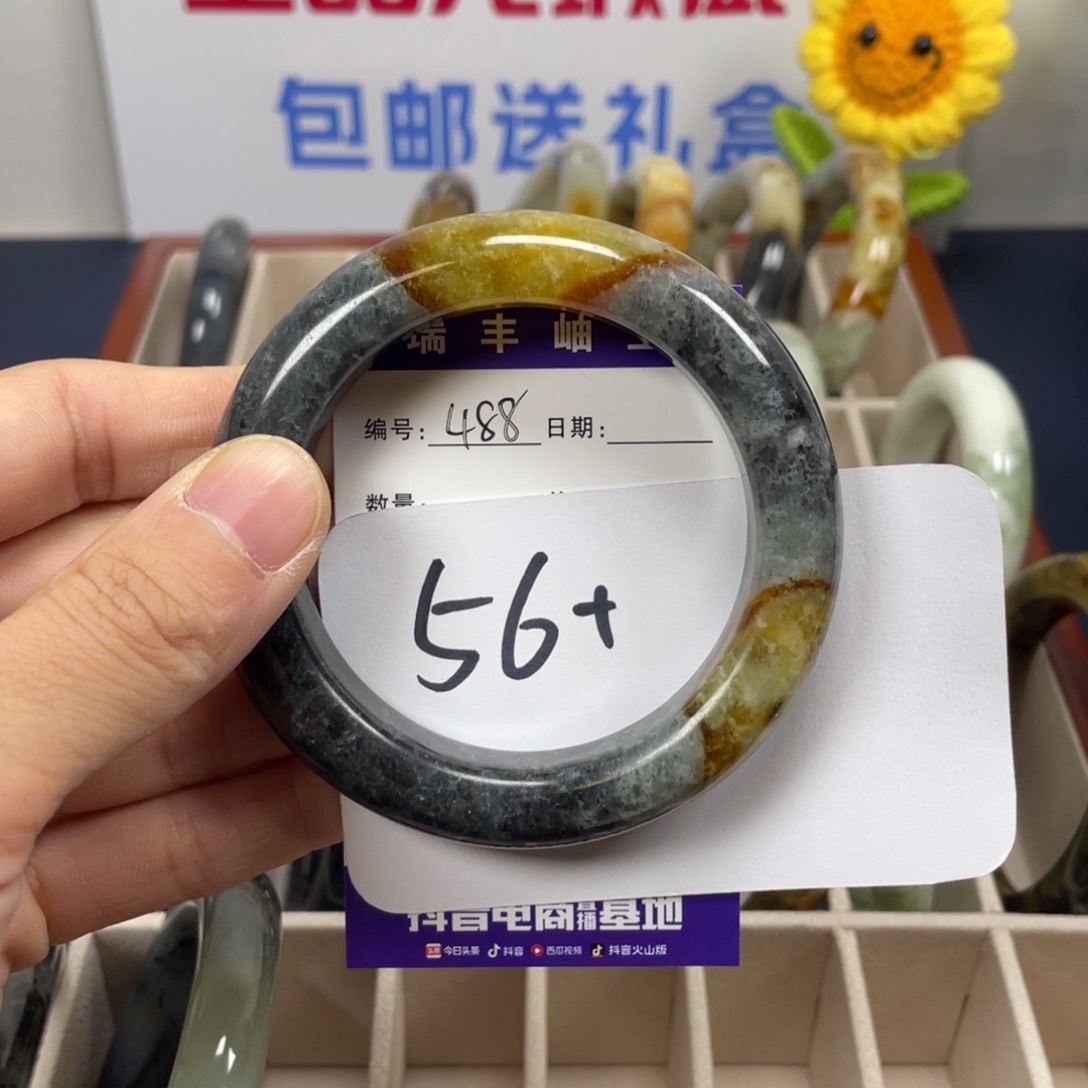 包邮送礼盒
瑞丰岫玉
编号: 488 日期:
数量:
56+
抖音电商直播基地
今日头条 抖音 西瓜视频 抖音火山版